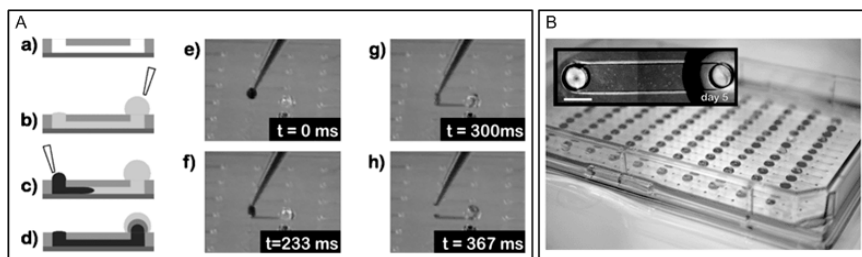 A
a)
b)
c)
d)
e)
t = 0 ms
f)
t=233 ms
g)
t = 300ms
h)
t = 367 ms
B
day 5